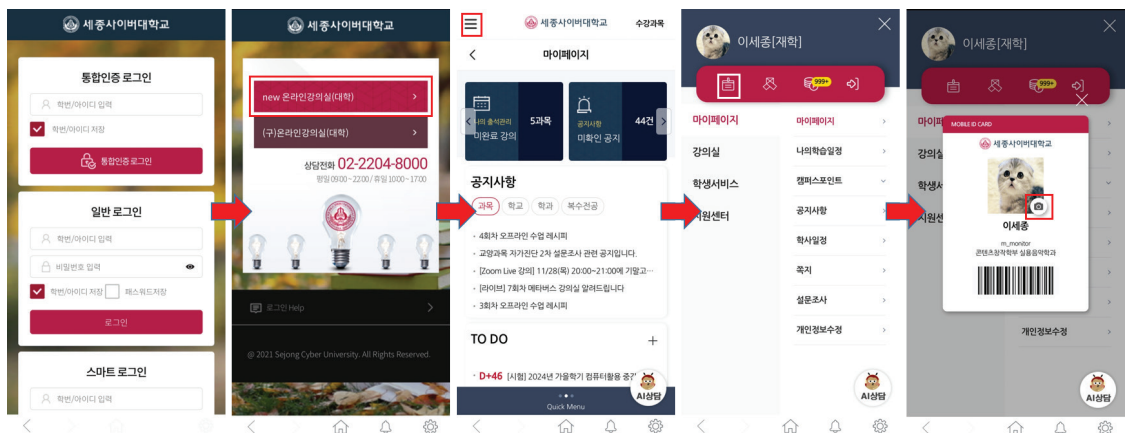 세종사이버대학교
통합인증 로그인
학번/아이디 입력
학번/아이디 저장
통합인증로그인
일반 로그인
학번/아이디 입력
비밀번호 입력
학번/아이디 저장 패스워드저장
로그인
스마트 로그인
학번/아이디 입력
세종사이버대학교
new 온라인강의실(대학)
(구)온라인강의실(대학)
상담전화 02-2204-8000
평일 09:00~22:00 / 휴일 10:00~17:00
로그인 Help
@ 2021 Sejong Cyber University. All Rights Reserved.
세종사이버대학교 수강과목
마이페이지
나의 출석관리
미완료 강의
5과목
공지사항
미확인 공지
44건
공지사항
과목 학교 학과 복수전공
4회차 오프라인 수업 레시피
교양과목 자가진단 2차 설문조사 관련 공지입니다.
[Zoom Live 강의] 11/28(목) 20:00~21:00에 기말고…
[라이브] 7회차 메타버스 강의실 알려드립니다
3회차 오프라인 수업 레시피
TO DO
D+46 [시험] 2024년 가을학기 컴퓨터활용 중간
AI상담
Quick Menu
이세종[재학]
999+
마이페이지
강의실
학생서비스
지원센터
마이페이지
나의학습일정
캠퍼스포인트
공지사항
학사일정
쪽지
설문조사
개인정보수정
AI상담
이세종[재학]
999+
마이페
강의실
학생서
지원센
MOBILE ID CARD
세종사이버대학교
이세종
m_monitor
콘텐츠창작학부 실용음악학과
개인정보수정
AI상담